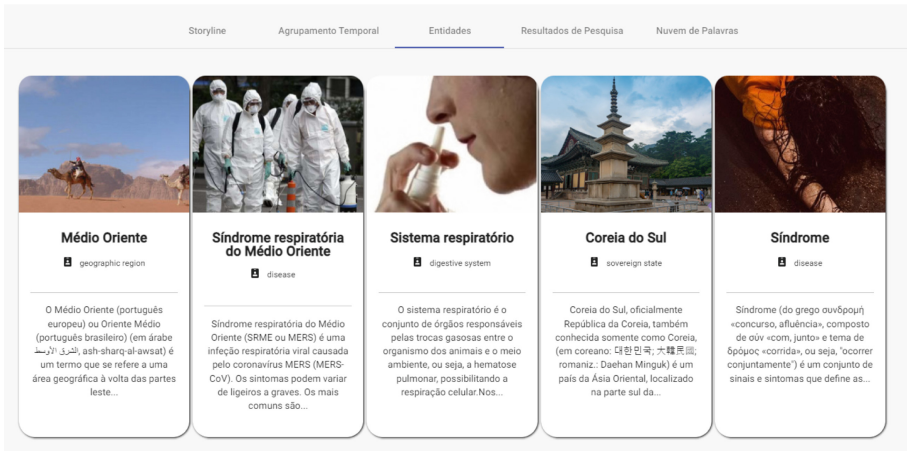 Storyline Agrupamento Temporal Entidades Resultados de Pesquisa Nuvem de Palavras
Médio Oriente
geographic region
O Médio Oriente (português
europeu) ou Oriente Médio
(português brasileiro) (em árabe
الشرق الأوسط, ash-sharq-al-awsat) é
um termo que se refere a uma
área geográfica à volta das partes
leste...
Síndrome respiratória
do Médio Oriente
disease
Síndrome respiratória do Médio
Oriente (SRME ou MERS) é uma
infeção respiratória viral causada
pelo coronavírus MERS (MERS-
CoV). Os sintomas podem variar
de ligeiros a graves. Os mais
comuns são...
Sistema respiratório
digestive system
O sistema respiratório é o
conjunto de órgãos responsáveis
pelas trocas gasosas entre o
organismo dos animais e o meio
ambiente, ou seja, a hematose
pulmonar, possibilitando a
respiração celular.Nos...
Coreia do Sul
sovereign state
Coreia do Sul, oficialmente
República da Coreia, também
conhecida somente como Coreia,
(em coreano: 대한민국; 大韓民國;
romaniz.: Daehan Minguk) é um
país da Ásia Oriental, localizado
na parte sul da...
Síndrome
disease
Síndrome (do grego συνδρομή
«concurso, afluência», composto
de σύν «com, junto» e tema de
δρόμος «corrida», ou seja, "ocorrer
conjuntamente") é um conjunto de
sinais e sintomas que define as...